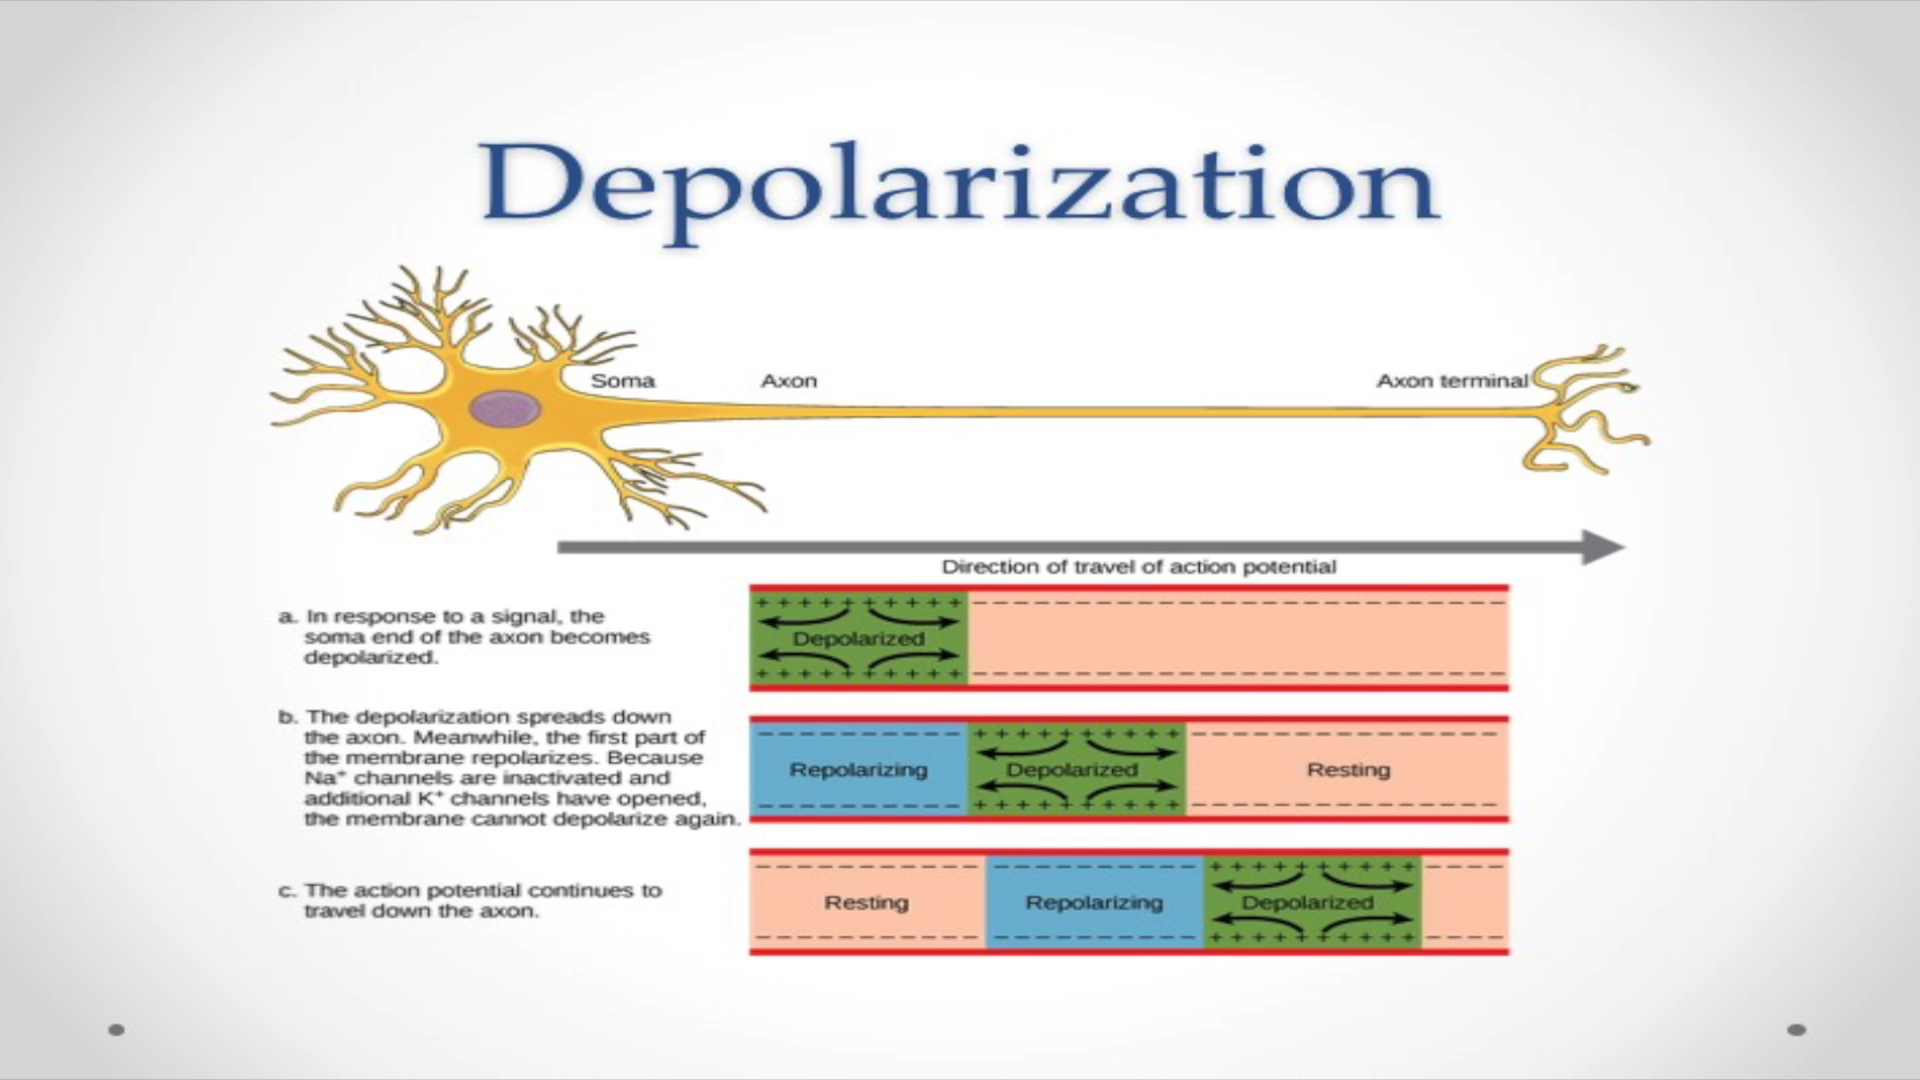 Depolarization
Soma
Axon
Axon terminal
Direction of travel of action potential
a. In response to a signal, the
soma end of the axon becomes
depolarized.
Depolarized
b. The depolarization spreads down
the axon. Meanwhile, the first part of
the membrane repolarizes. Because
Na⁺ channels are inactivated and
additional K⁺ channels have opened,
the membrane cannot depolarize again.
Repolarizing
Depolarized
Resting
c. The action potential continues to
travel down the axon.
Resting
Repolarizing
Depolarized